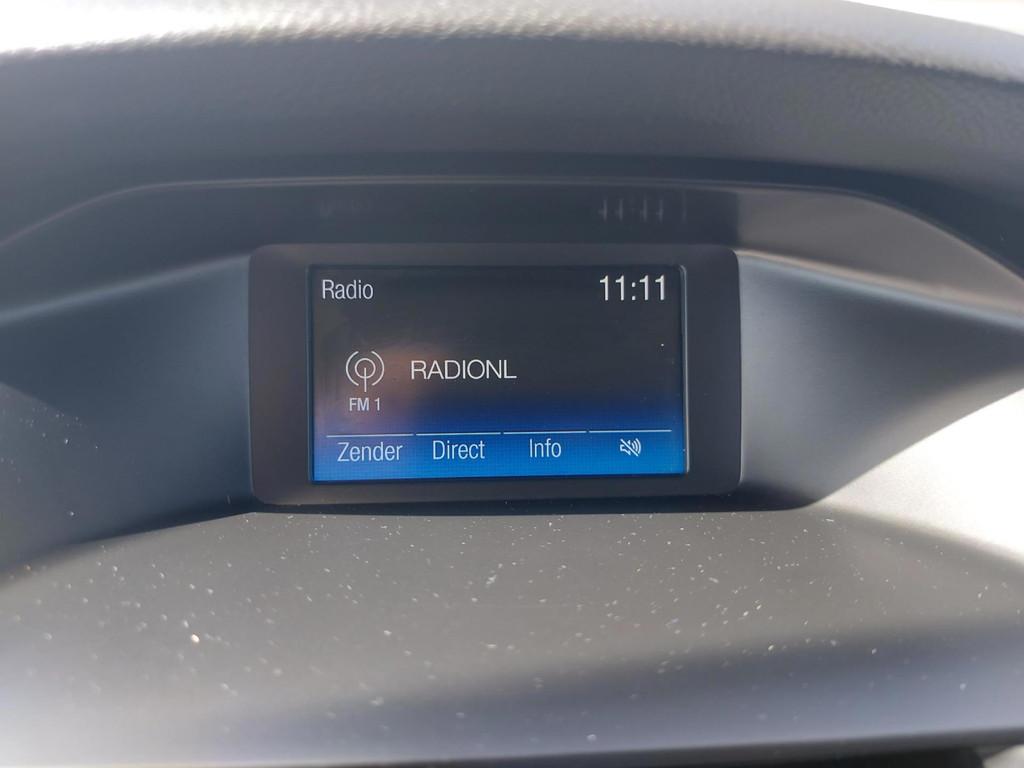 Radio 11:11
RADIONL
FM 1
Zender Direct Info